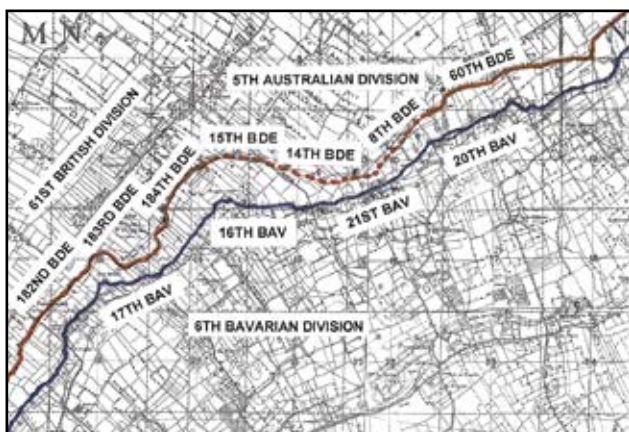 M N
N
5TH AUSTRALIAN DIVISION
60TH BDE
8TH BDE
15TH BDE
14TH BDE
61ST BRITISH DIVISION
184TH BDE
183RD BDE
182ND BDE
20TH BAV
21ST BAV
16TH BAV
17TH BAV
6TH BAVARIAN DIVISION